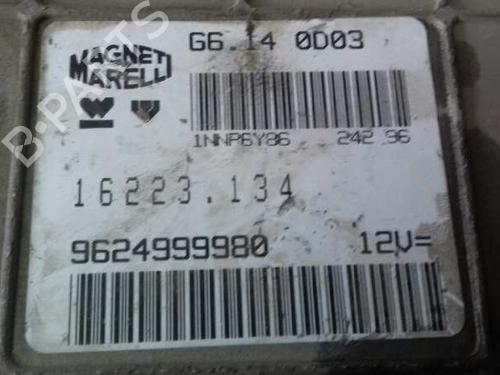 MAGNETI MARELLI
G6.14 0D03
1NNP6Y86 242 96
16223.134
9624999980 12V=
B-PARTS